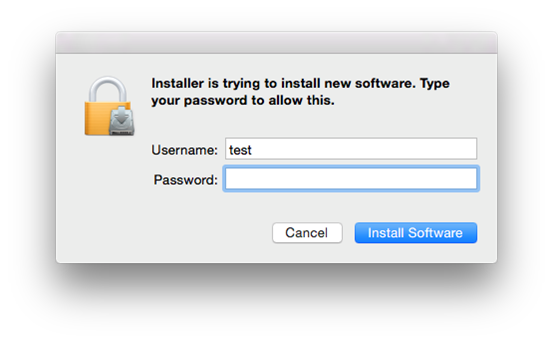 Installer is trying to install new software. Type
your password to allow this.
Username: test
Password:
Cancel Install Software